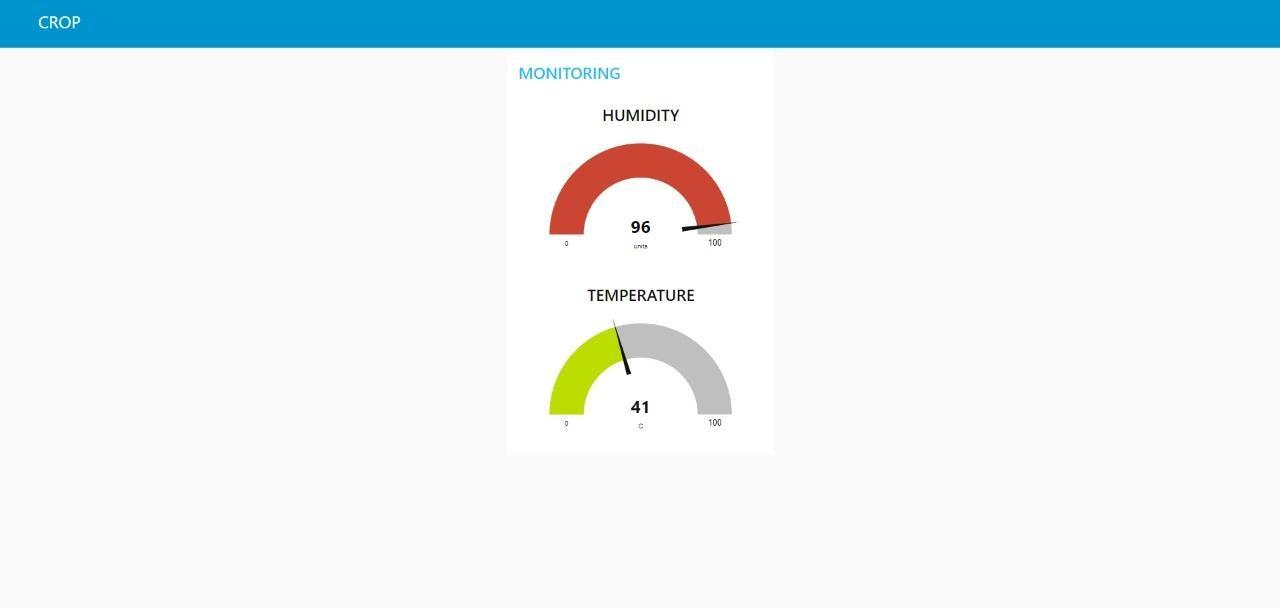 CROP
MONITORING
HUMIDITY
96
units
0
100
TEMPERATURE
41
C
0
100